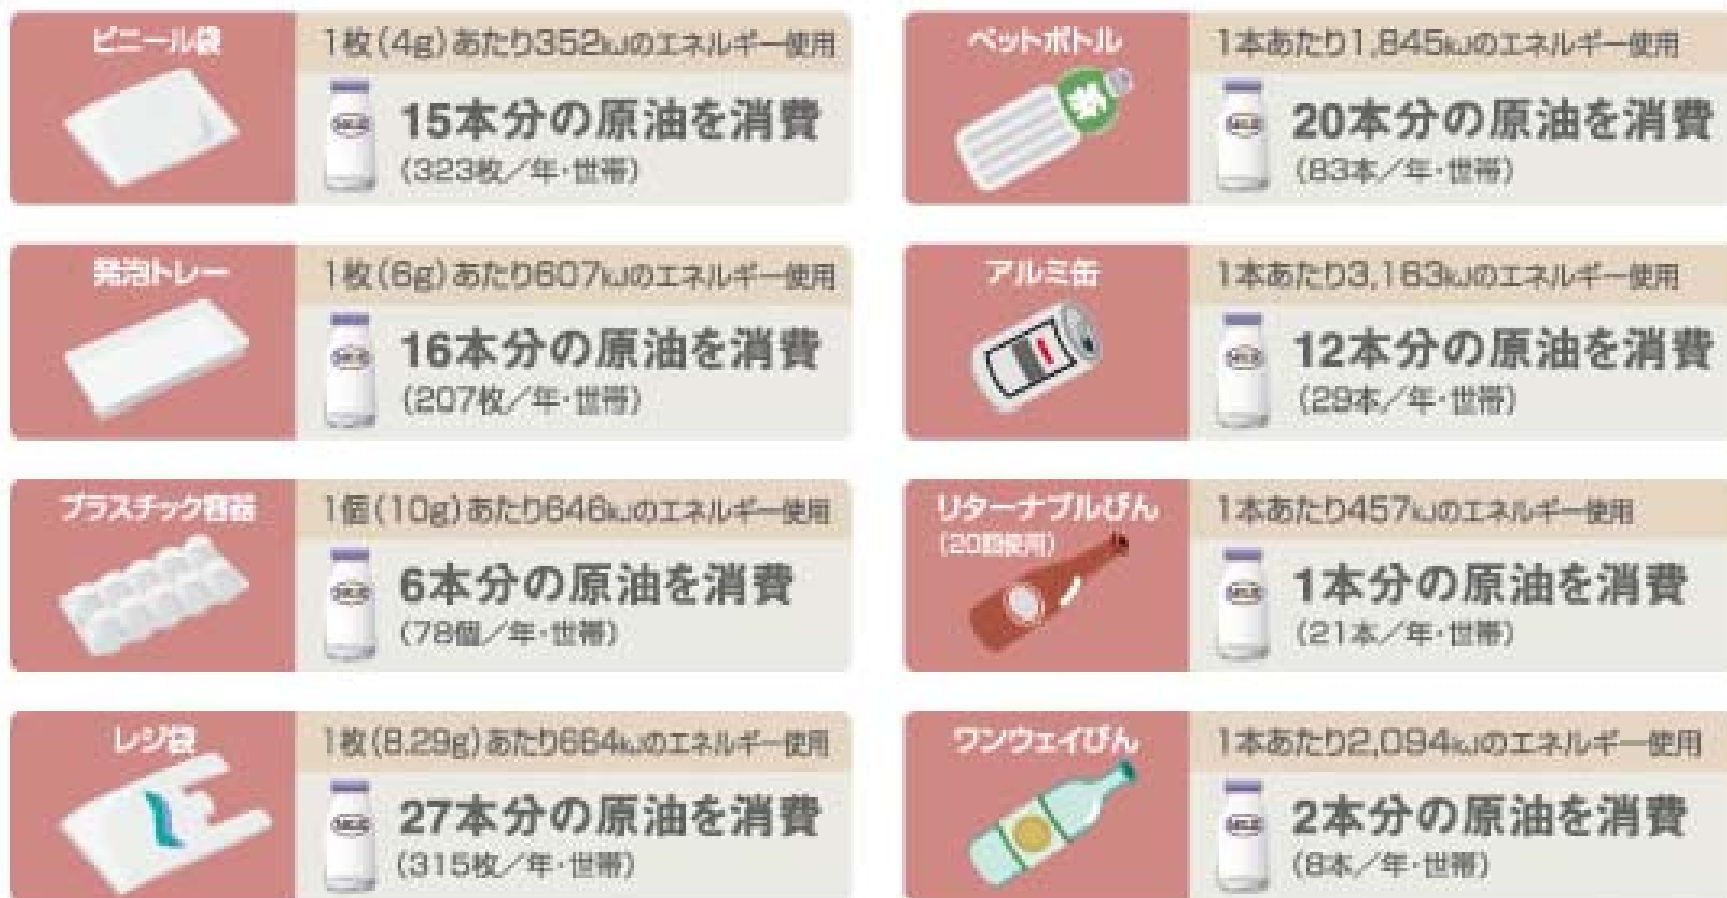 ビニール袋
1枚(4g)あたり352kJのエネルギー使用
15本分の原油を消費
(323枚／年・世帯)
ペットボトル
1本あたり1,845kJのエネルギー使用
20本分の原油を消費
(83本／年・世帯)
発泡トレー
1枚(6g)あたり607kJのエネルギー使用
16本分の原油を消費
(207枚／年・世帯)
アルミ缶
1本あたり3,163kJのエネルギー使用
12本分の原油を消費
(29本／年・世帯)
プラスチック容器
1個(10g)あたり646kJのエネルギー使用
6本分の原油を消費
(78個／年・世帯)
リターナブルびん
(20回使用)
1本あたり457kJのエネルギー使用
1本分の原油を消費
(21本／年・世帯)
レジ袋
1枚(8.29g)あたり664kJのエネルギー使用
27本分の原油を消費
(315枚／年・世帯)
ワンウェイびん
1本あたり2,094kJのエネルギー使用
2本分の原油を消費
(8本／年・世帯)